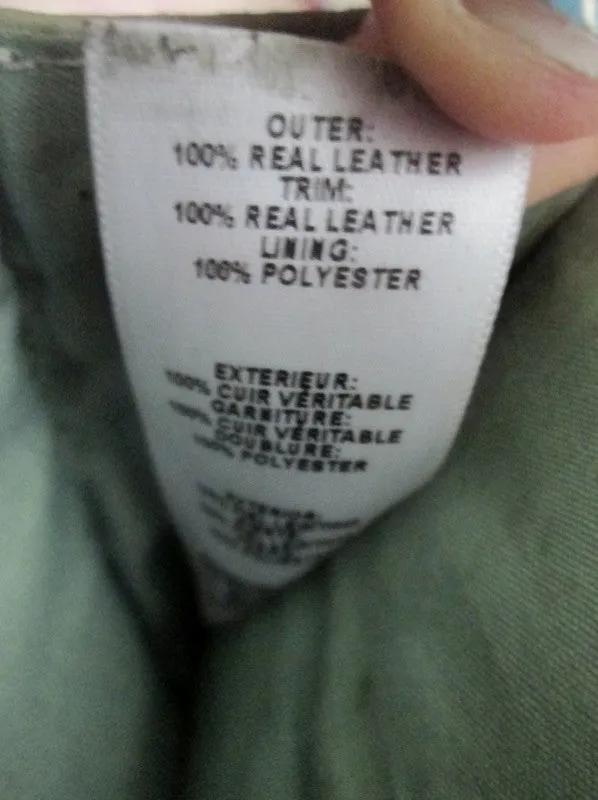 OUTER:
100% REAL LEATHER
TRIM:
100% REAL LEATHER
LINING:
100% POLYESTER
EXTERIEUR:
100% CUIR VÉRITABLE
GARNITURE:
100% CUIR VÉRITABLE
DOUBLURE:
100% POLYESTER
EXTERIOR